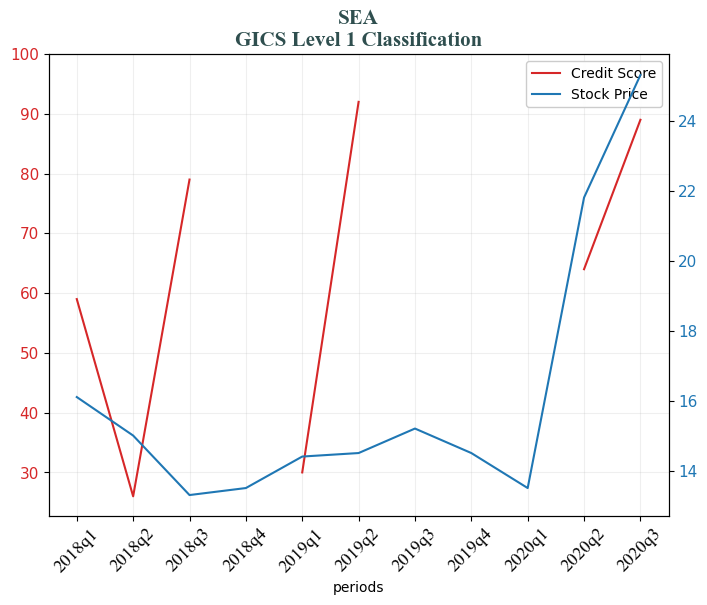 SEA
GICS Level 1 Classification
100
90
80
70
60
50
40
30
Credit Score
Stock Price
24
22
20
18
16
14
2018q1
2018q2
2018q3
2018q4
2019q1
2019q2
2019q3
2019q4
2020q1
2020q2
2020q3
periods